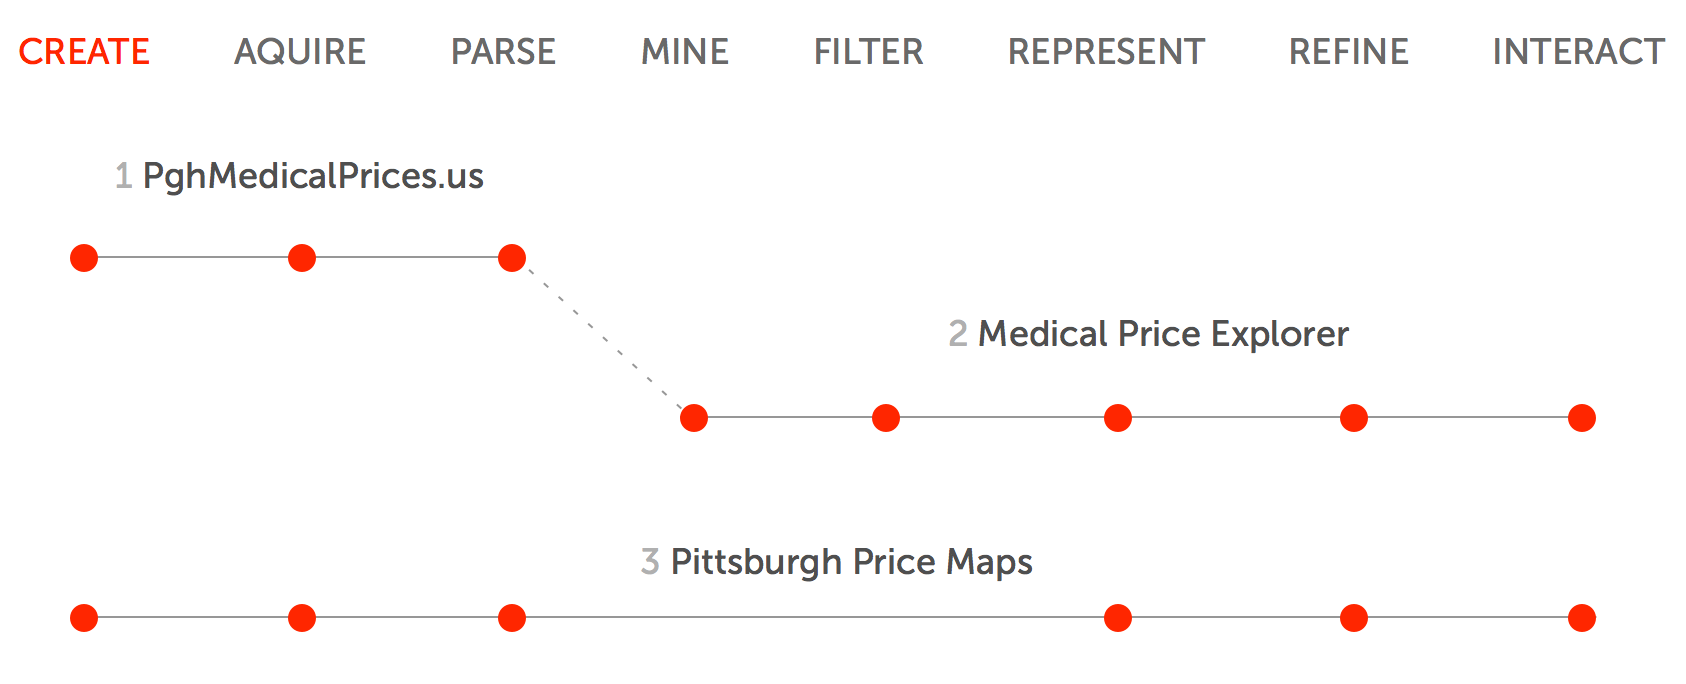 CREATE AQUIRE PARSE MINE FILTER REPRESENT REFINE INTERACT
1 PghMedicalPrices.us
2 Medical Price Explorer
3 Pittsburgh Price Maps